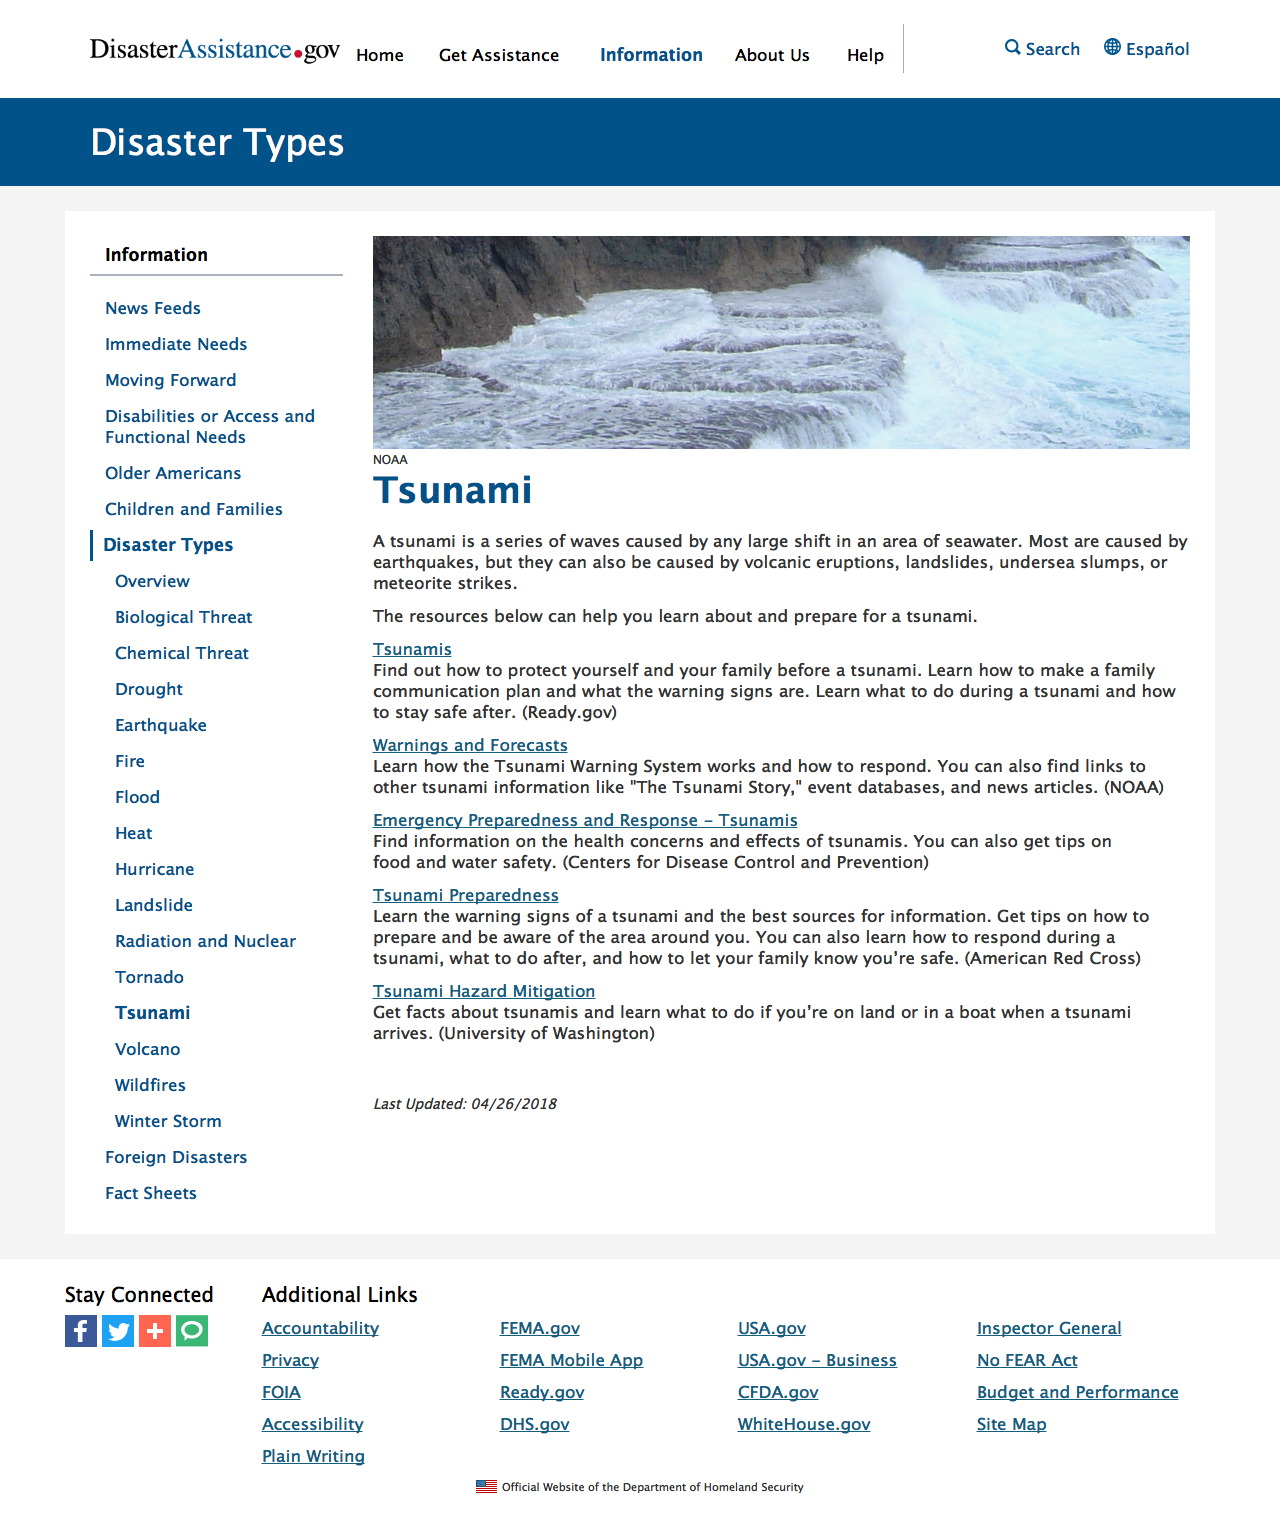 DisasterAssistance.gov
Home
Get Assistance
Information
About Us
Help
Search
Español
Disaster Types
Information
News Feeds
Immediate Needs
Moving Forward
Disabilities or Access and
Functional Needs
Older Americans
Children and Families
Disaster Types
Overview
Biological Threat
Chemical Threat
Drought
Earthquake
Fire
Flood
Heat
Hurricane
Landslide
Radiation and Nuclear
Tornado
Tsunami
Volcano
Wildfires
Winter Storm
Foreign Disasters
Fact Sheets
NOAA
Tsunami
A tsunami is a series of waves caused by any large shift in an area of seawater. Most are caused by
earthquakes, but they can also be caused by volcanic eruptions, landslides, undersea slumps, or
meteorite strikes.
The resources below can help you learn about and prepare for a tsunami.
Tsunamis
Find out how to protect yourself and your family before a tsunami. Learn how to make a family
communication plan and what the warning signs are. Learn what to do during a tsunami and how
to stay safe after. (Ready.gov)
Warnings and Forecasts
Learn how the Tsunami Warning System works and how to respond. You can also find links to
other tsunami information like "The Tsunami Story," event databases, and news articles. (NOAA)
Emergency Preparedness and Response – Tsunamis
Find information on the health concerns and effects of tsunamis. You can also get tips on
food and water safety. (Centers for Disease Control and Prevention)
Tsunami Preparedness
Learn the warning signs of a tsunami and the best sources for information. Get tips on how to
prepare and be aware of the area around you. You can also learn how to respond during a
tsunami, what to do after, and how to let your family know you’re safe. (American Red Cross)
Tsunami Hazard Mitigation
Get facts about tsunamis and learn what to do if you’re on land or in a boat when a tsunami
arrives. (University of Washington)
Last Updated: 04/26/2018
Stay Connected
Additional Links
Accountability
Privacy
FOIA
Accessibility
Plain Writing
FEMA.gov
FEMA Mobile App
Ready.gov
DHS.gov
USA.gov
USA.gov – Business
CFDA.gov
WhiteHouse.gov
Inspector General
No FEAR Act
Budget and Performance
Site Map
Official Website of the Department of Homeland Security